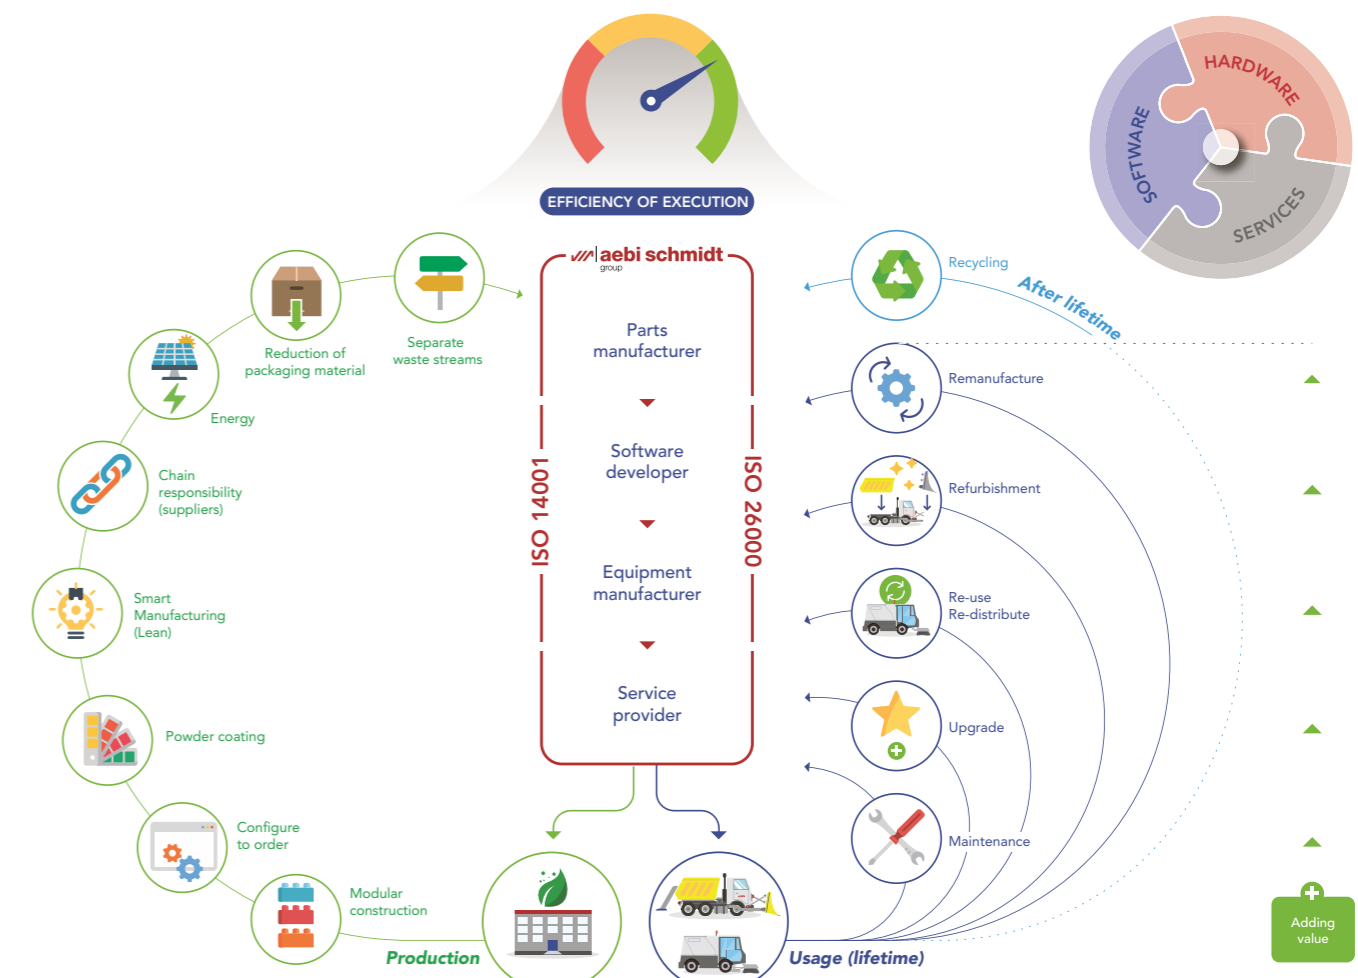 HARDWARE
SOFTWARE
SERVICES
EFFICIENCY OF EXECUTION
aebi schmidt
group
Parts
manufacturer
Software
developer
Equipment
manufacturer
Service
provider
ISO 14001
ISO 26000
Separate
waste streams
Reduction of
packaging material
Energy
Chain
responsibility
(suppliers)
Smart
Manufacturing
(Lean)
Powder coating
Configure
to order
Modular
construction
Production
Usage (lifetime)
Recycling
After lifetime
Remanufacture
Refurbishment
Re-use
Re-distribute
Upgrade
Maintenance
Adding
value